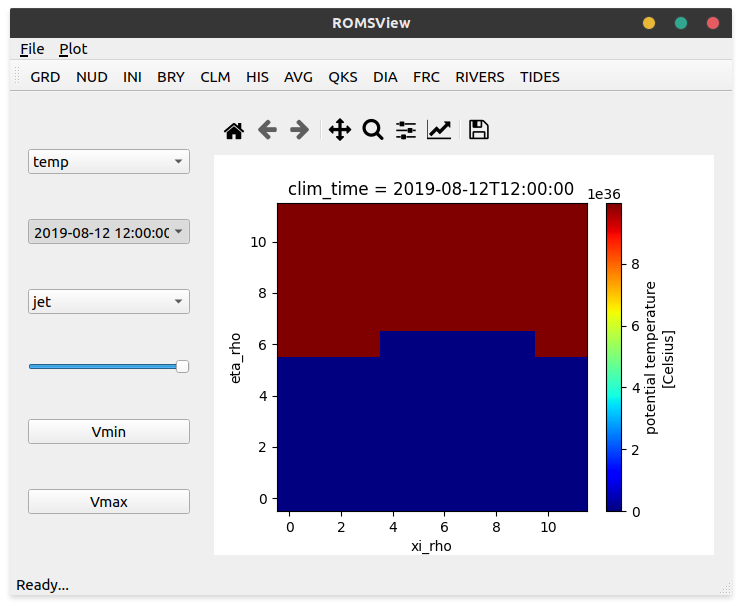 ROMSView
File Plot
GRD NUD INI BRY CLM HIS AVG QKS DIA FRC RIVERS TIDES
temp
2019-08-12 12:00:00
jet
Vmin
Vmax
clim_time = 2019-08-12T12:00:00
1e36
10
8
6
4
2
0
eta_rho
0 2 4 6 8 10
xi_rho
8
6
4
2
0
potential temperature
[Celsius]
Ready...